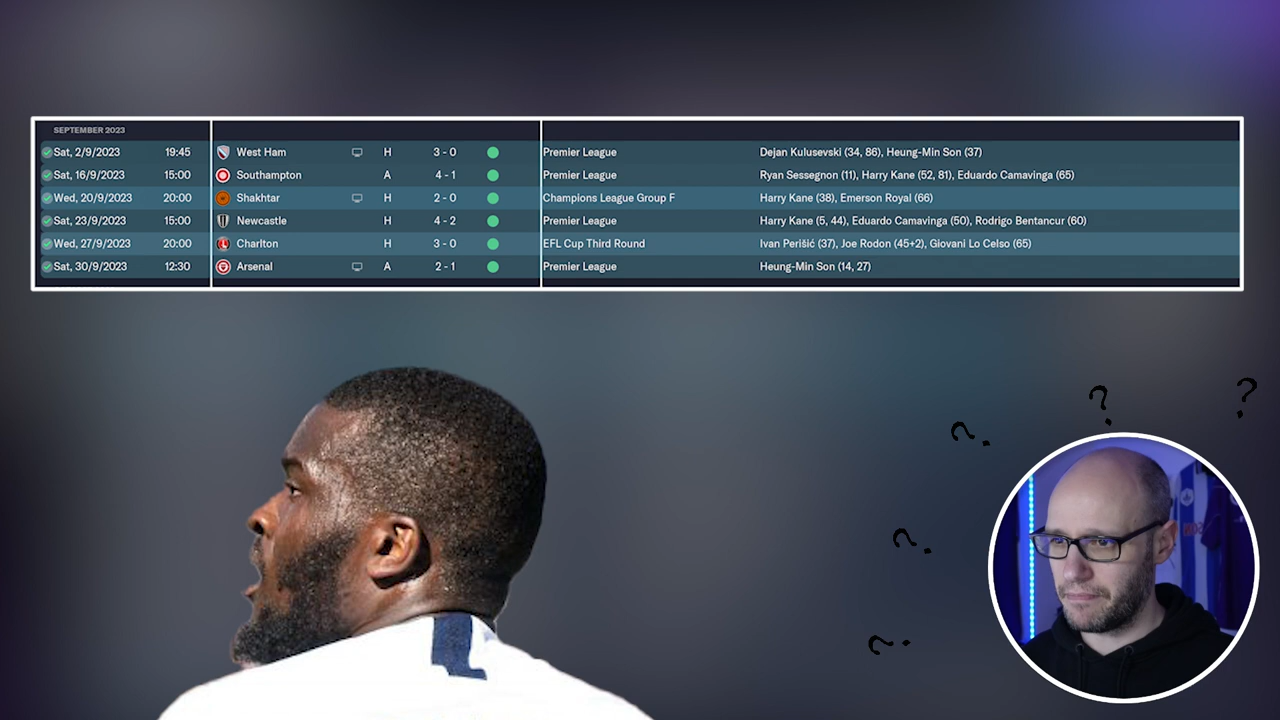 SEPTEMBER 2023
Sat, 2/9/2023 19:45 West Ham H 3 - 0 Premier League Dejan Kulusevski (34, 86), Heung-Min Son (37)
Sat, 16/9/2023 15:00 Southampton A 4 - 1 Premier League Ryan Sessegnon (11), Harry Kane (52, 81), Eduardo Camavinga (65)
Wed, 20/9/2023 20:00 Shakhtar H 2 - 0 Champions League Group F Harry Kane (38), Emerson Royal (66)
Sat, 23/9/2023 15:00 Newcastle H 4 - 2 Premier League Harry Kane (5, 44), Eduardo Camavinga (50), Rodrigo Bentancur (60)
Wed, 27/9/2023 20:00 Charlton H 3 - 0 EFL Cup Third Round Ivan Perišić (37), Joe Rodon (45+2), Giovani Lo Celso (65)
Sat, 30/9/2023 12:30 Arsenal A 2 - 1 Premier League Heung-Min Son (14, 27)
?
?
?
?
?